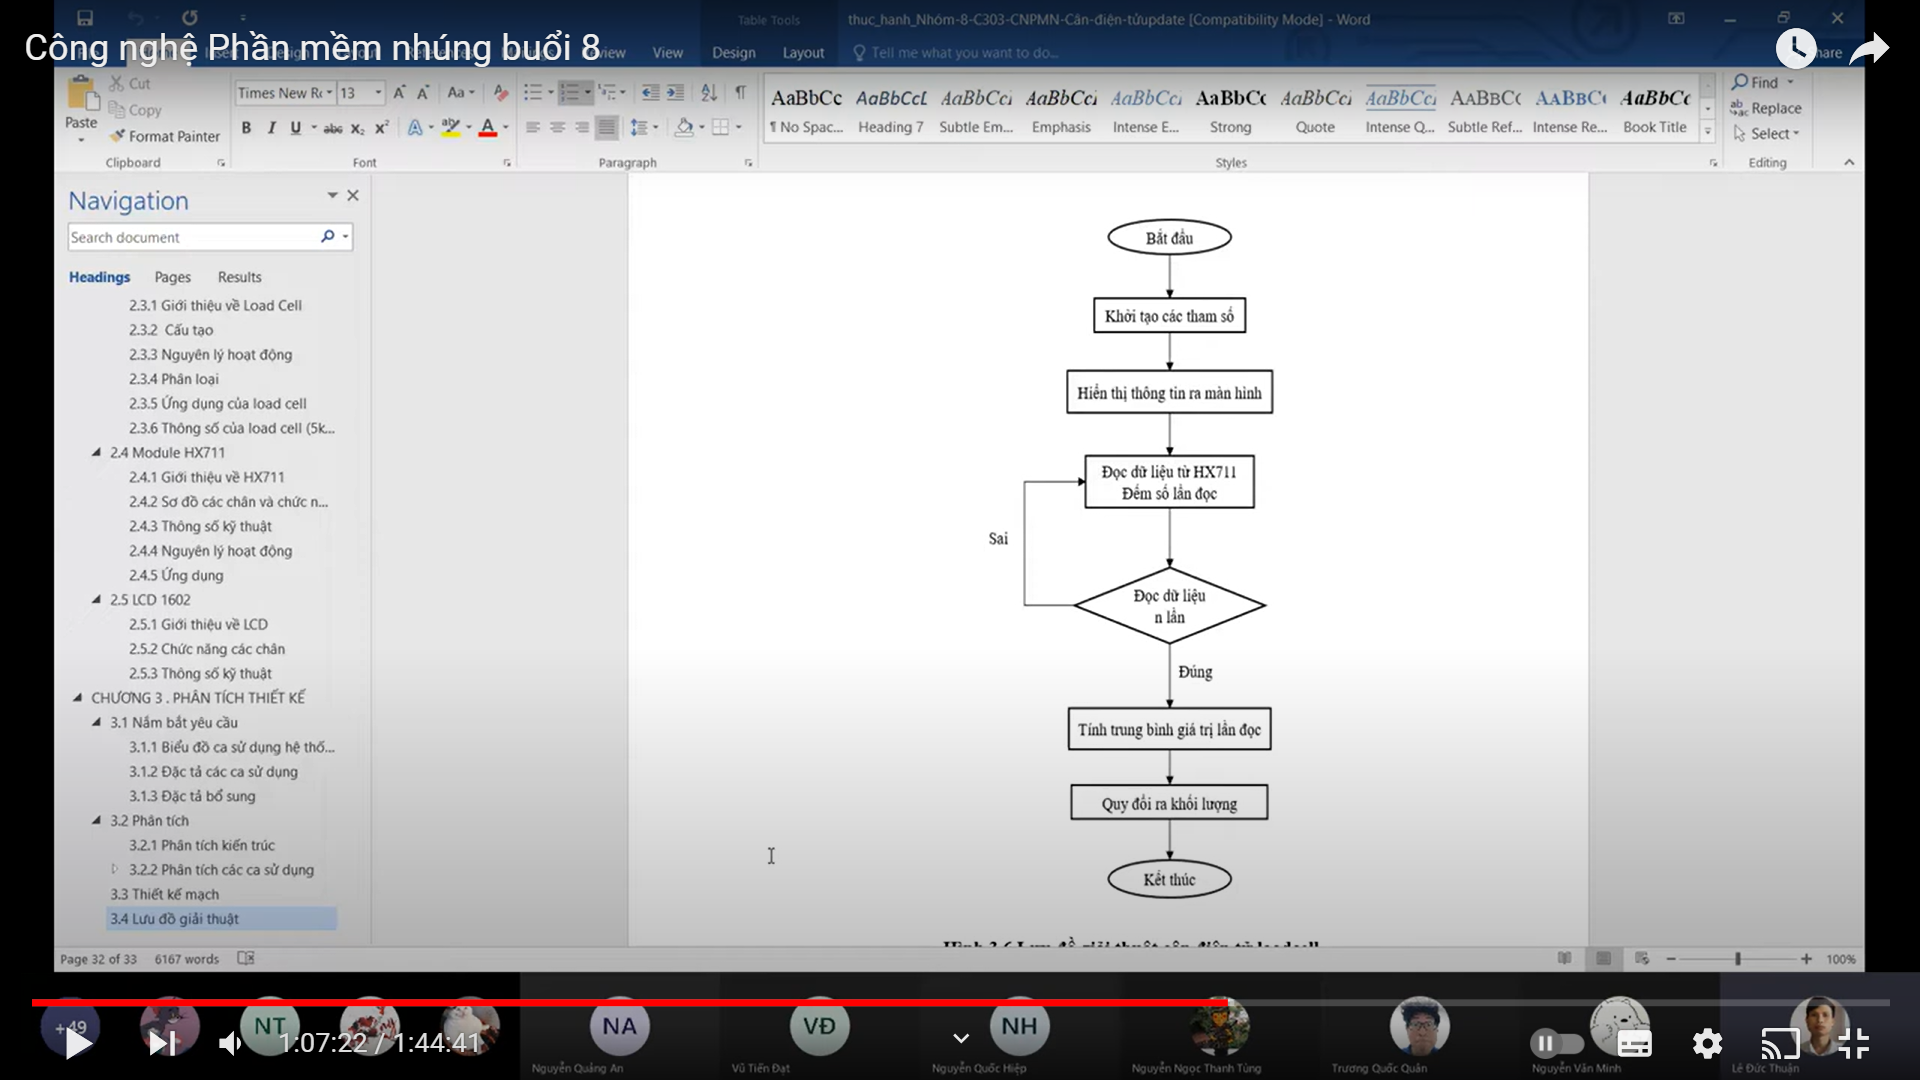 Table Tools
thuc_hanh_Nhóm-8-C303-CNPMN-Cân-điện-tửupdate [Compatibility Mode] - Word
Công nghệ Phần mềm nhúng buổi 8
View
Design
Layout
Tell me what you want to do...
Paste
Cut
Copy
Format Painter
Clipboard
Times New Rc
13
Font
Paragraph
AaBbCc
¶ No Spac...
AaBbCcL
Heading 7
AaBbCci
Subtle Em...
AaBbCci
Emphasis
AaBbCci
Intense E...
AaBbCc
Strong
AaBbCci
Quote
AaBbCci
Intense Q...
AABBCC
Subtle Ref...
AABBCC
Intense Re...
AaBbCc
Book Title
Styles
Find
Replace
Select
Editing
Navigation
Search document
Headings
Pages
Results
2.3.1 Giới thiệu về Load Cell
2.3.2 Cấu tạo
2.3.3 Nguyên lý hoạt động
2.3.4 Phân loại
2.3.5 Ứng dụng của load cell
2.3.6 Thông số của load cell (5k...
2.4 Module HX711
2.4.1 Giới thiệu về HX711
2.4.2 Sơ đồ các chân và chức n...
2.4.3 Thông số kỹ thuật
2.4.4 Nguyên lý hoạt động
2.4.5 Ứng dụng
2.5 LCD 1602
2.5.1 Giới thiệu về LCD
2.5.2 Chức năng các chân
2.5.3 Thông số kỹ thuật
CHƯƠNG 3 . PHÂN TÍCH THIẾT KẾ
3.1 Nắm bắt yêu cầu
3.1.1 Biểu đồ ca sử dụng hệ thố...
3.1.2 Đặc tả các ca sử dụng
3.1.3 Đặc tả bổ sung
3.2 Phân tích
3.2.1 Phân tích kiến trúc
3.2.2 Phân tích các ca sử dụng
3.3 Thiết kế mạch
3.4 Lưu đồ giải thuật
Bắt đầu
Khởi tạo các tham số
Hiển thị thông tin ra màn hình
Đọc dữ liệu từ HX711
Đếm số lần đọc
Sai
Đọc dữ liệu
n lần
Đúng
Tính trung bình giá trị lần đọc
Quy đổi ra khối lượng
Kết thúc
Hình 3.6 Lưu đồ giải thuật cân điện tử loadcell
Page 32 of 33
6167 words
100%
+49
NT
NA
VĐ
NH
1:07:22 / 1:44:41
Nguyễn Quảng An
Vũ Tiến Đạt
Nguyễn Quốc Hiệp
Nguyễn Ngọc Thanh Tùng
Trương Quốc Quân
Nguyễn Văn Minh
Lê Đức Thuận